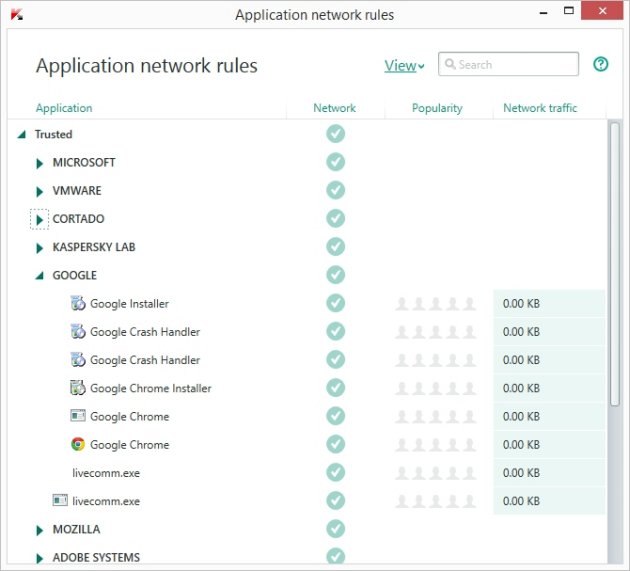 Application network rules
Application network rules
View
Search
Application Network Popularity Network traffic
Trusted
MICROSOFT
VMWARE
CORTADO
KASPERSKY LAB
GOOGLE
Google Installer 0.00 KB
Google Crash Handler 0.00 KB
Google Crash Handler 0.00 KB
Google Chrome Installer 0.00 KB
Google Chrome 0.00 KB
Google Chrome 0.00 KB
livecomm.exe 0.00 KB
livecomm.exe 0.00 KB
MOZILLA
ADOBE SYSTEMS